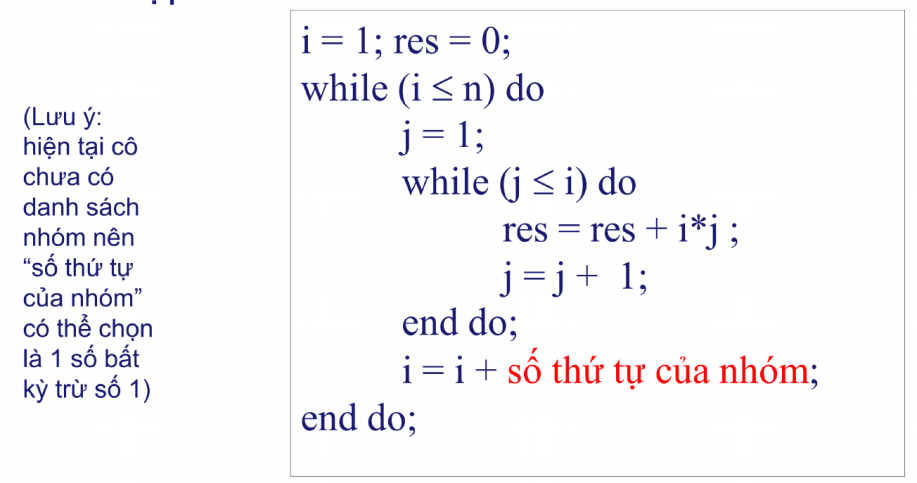 (Lưu ý:
hiện tại cô
chưa có
danh sách
nhóm nên
“số thứ tự
của nhóm”
có thể chọn
là 1 số bất
kỳ trừ số 1)
i = 1; res = 0;
while (i ≤ n) do
j = 1;
while (j ≤ i) do
res = res + i*j ;
j = j + 1;
end do;
i = i + số thứ tự của nhóm;
end do;